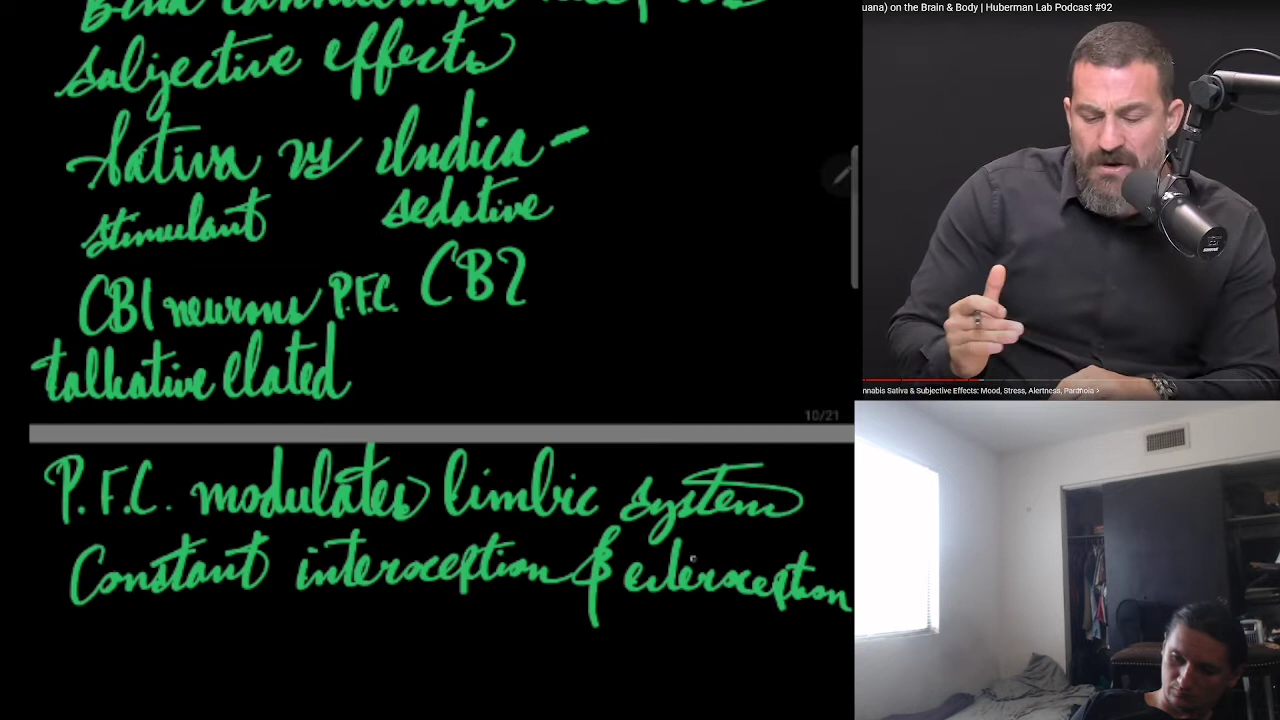 subjective effects
Sativa vs Indica -
stimulant sedative
CB1 neurons P.F.C. CB2
talkative elated
10/21
P.F.C. modulates limbic system
Constant interoception & exteroception
uana) on the Brain & Body | Huberman Lab Podcast #92
nnabis Sativa & Subjective Effects: Mood, Stress, Alertness, Paranoia >
SHURE